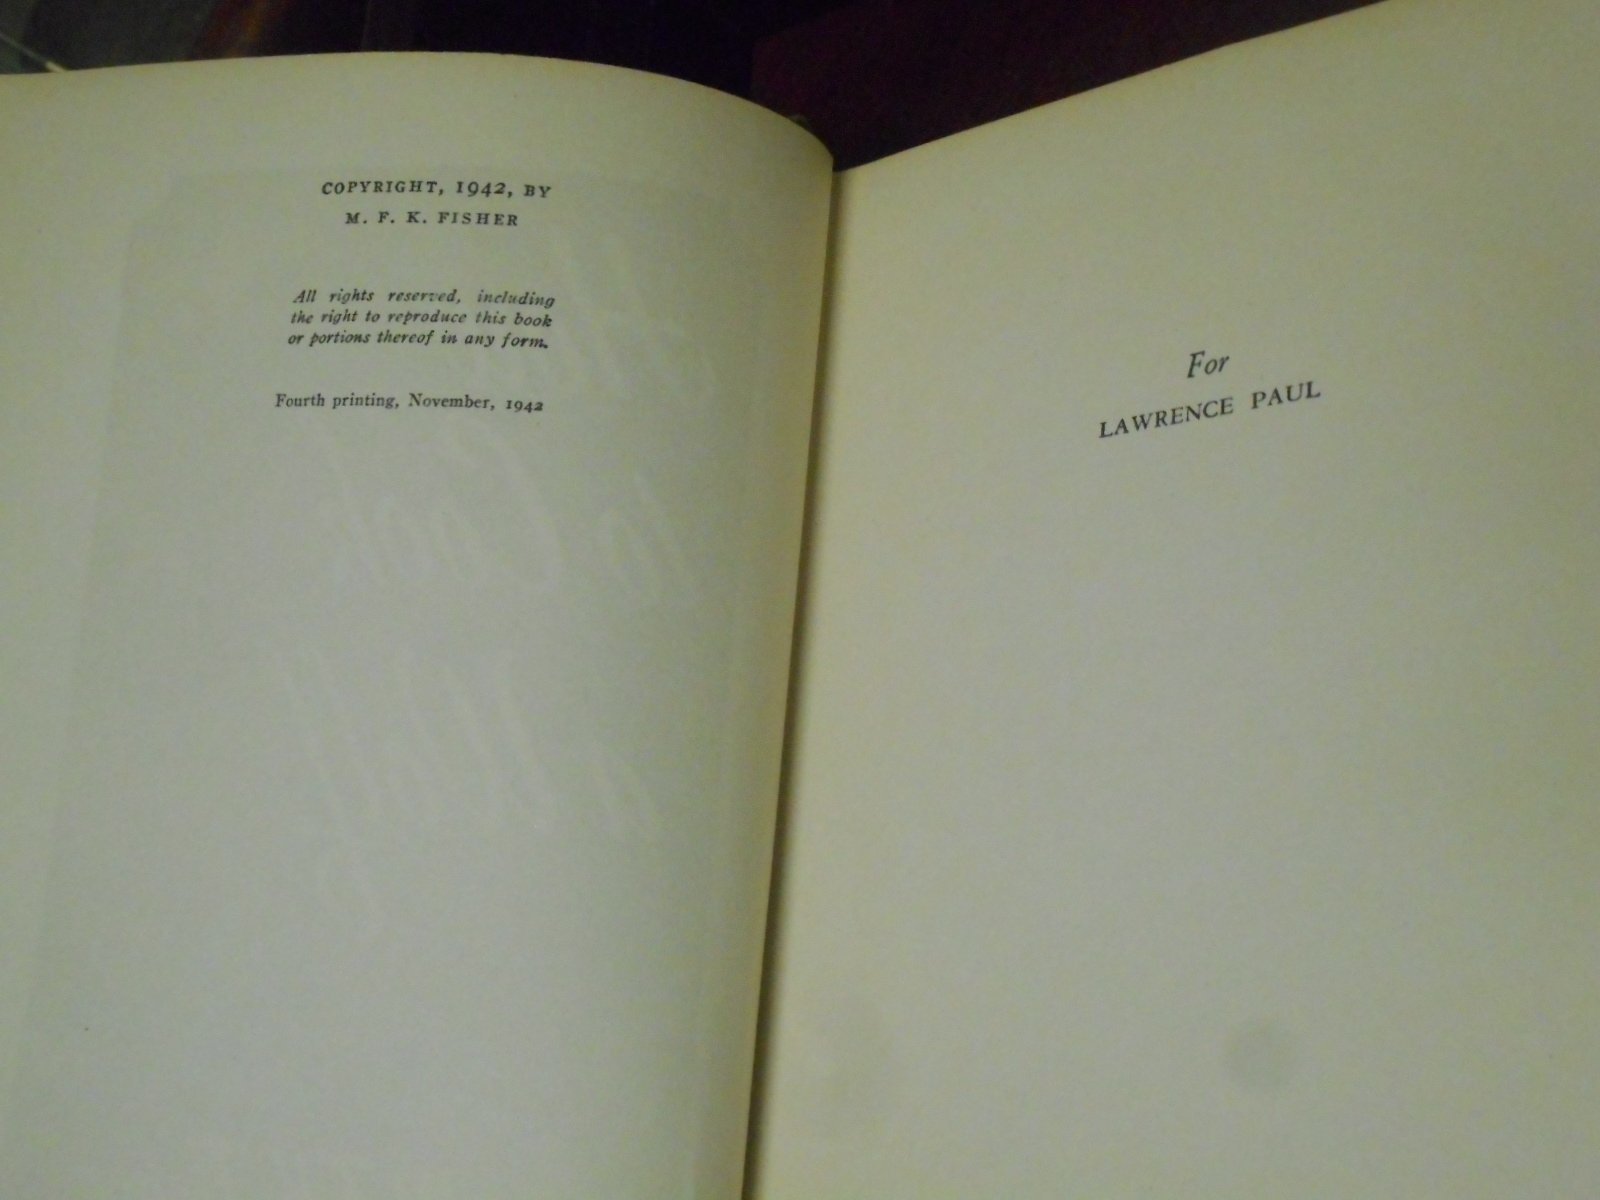 COPYRIGHT, 1942, BY
M. F. K. FISHER
All rights reserved, including
the right to reproduce this book
or portions thereof in any form.
Fourth printing, November, 1942
For
LAWRENCE PAUL